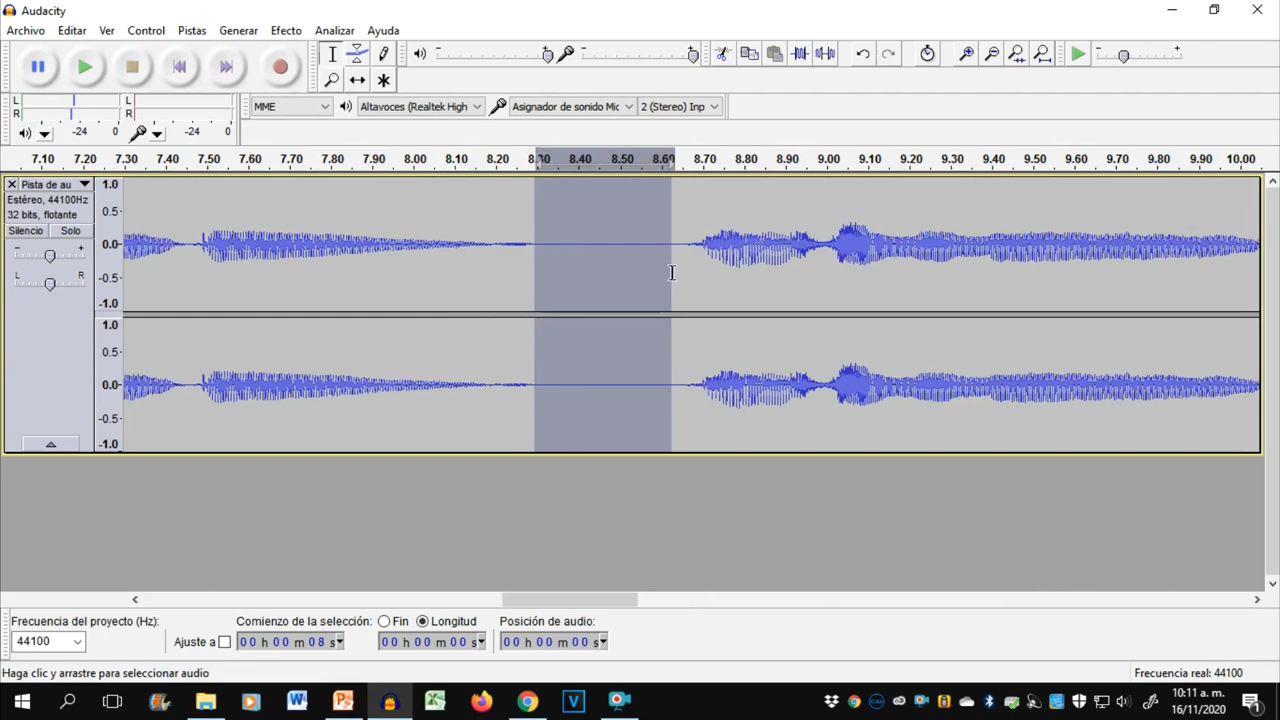 Audacity
Archivo Editar Ver Control Pistas Generar Efecto Analizar Ayuda
L L
R R
-24 0 -24 0
MME Altavoces (Realtek High Asignador de sonido Mic 2 (Stereo) Inp
7.10 7.20 7.30 7.40 7.50 7.60 7.70 7.80 7.90 8.00 8.10 8.20 8.30 8.40 8.50 8.60 8.70 8.80 8.90 9.00 9.10 9.20 9.30 9.40 9.50 9.60 9.70 9.80 9.90 10.00
Pista de au 1.0
Estéreo, 44100Hz
32 bits, flotante 0.5
Silencio Solo
- + 0.0
L R -0.5
-1.0
1.0
0.5
0.0
-0.5
-1.0
Frecuencia del proyecto (Hz): Comienzo de la selección: Fin Longitud Posición de audio:
44100 Ajuste a 00 h 00 m 08 s 00 h 00 m 00 s 00 h 00 m 00 s
Haga clic y arrastre para seleccionar audio Frecuencia real: 44100
10:11 a. m.
16/11/2020